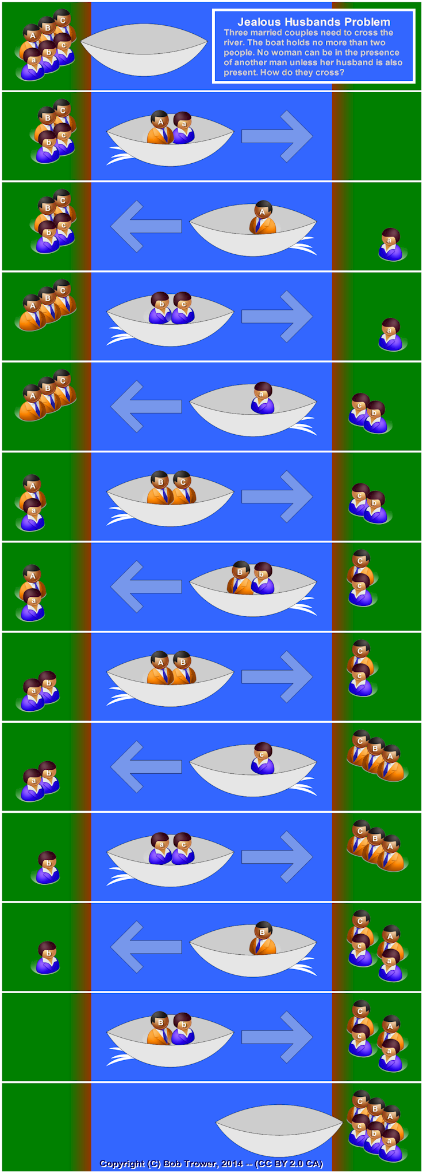 Jealous Husbands Problem
Three married couples need to cross the
river. The boat holds no more than two
people. No woman can be in the presence
of another man unless her husband is also
present. How do they cross?
A B C
a b c
B C A a
b c
B C A
b c a
A B C b c a
A B C a c b
A B C c b
a
A B b C
a c
A B C
a b c
a b c C B A
b a c C B A
b B C A
c a
B b C A
c a
C B A
c b a
Copyright (C) Bob Trower, 2014 -- (CC BY 2.0 CA)